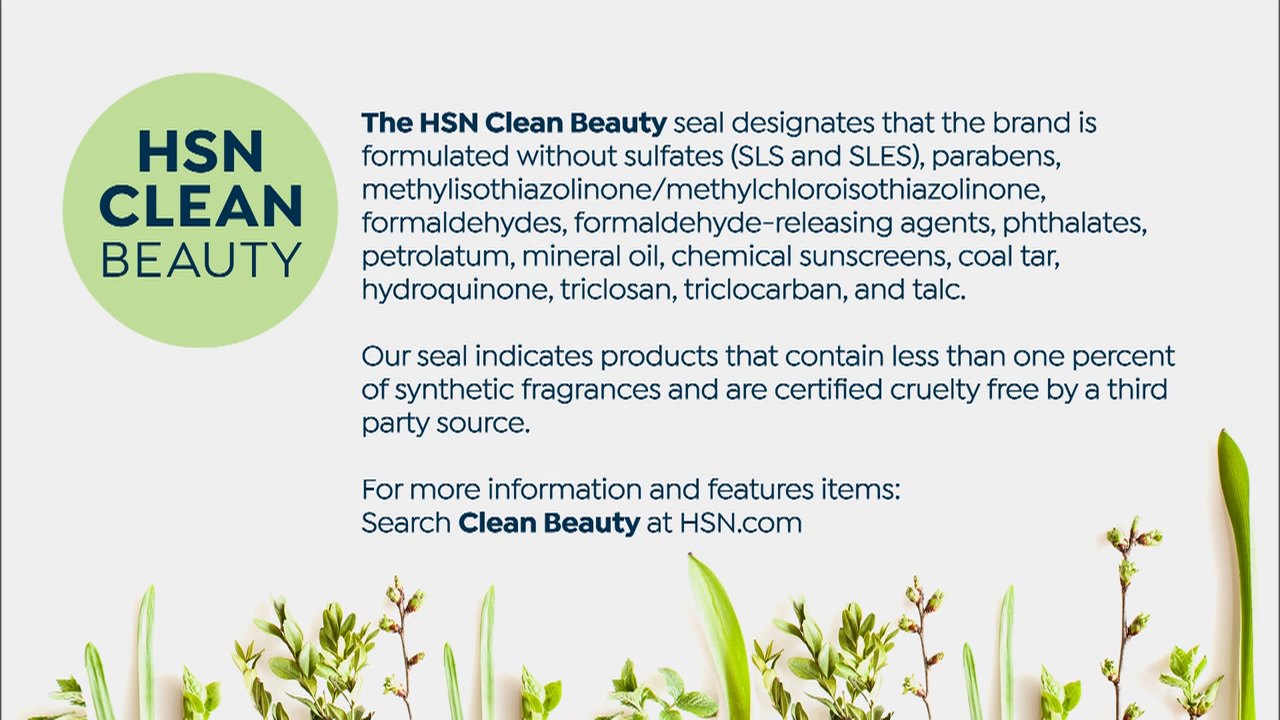 HSN
CLEAN
BEAUTY
The HSN Clean Beauty seal designates that the brand is
formulated without sulfates (SLS and SLES), parabens,
methylisothiazolinone/methylchloroisothiazolinone,
formaldehydes, formaldehyde-releasing agents, phthalates,
petrolatum, mineral oil, chemical sunscreens, coal tar,
hydroquinone, triclosan, triclocarban, and talc.
Our seal indicates products that contain less than one percent
of synthetic fragrances and are certified cruelty free by a third
party source.
For more information and features items:
Search Clean Beauty at HSN.com